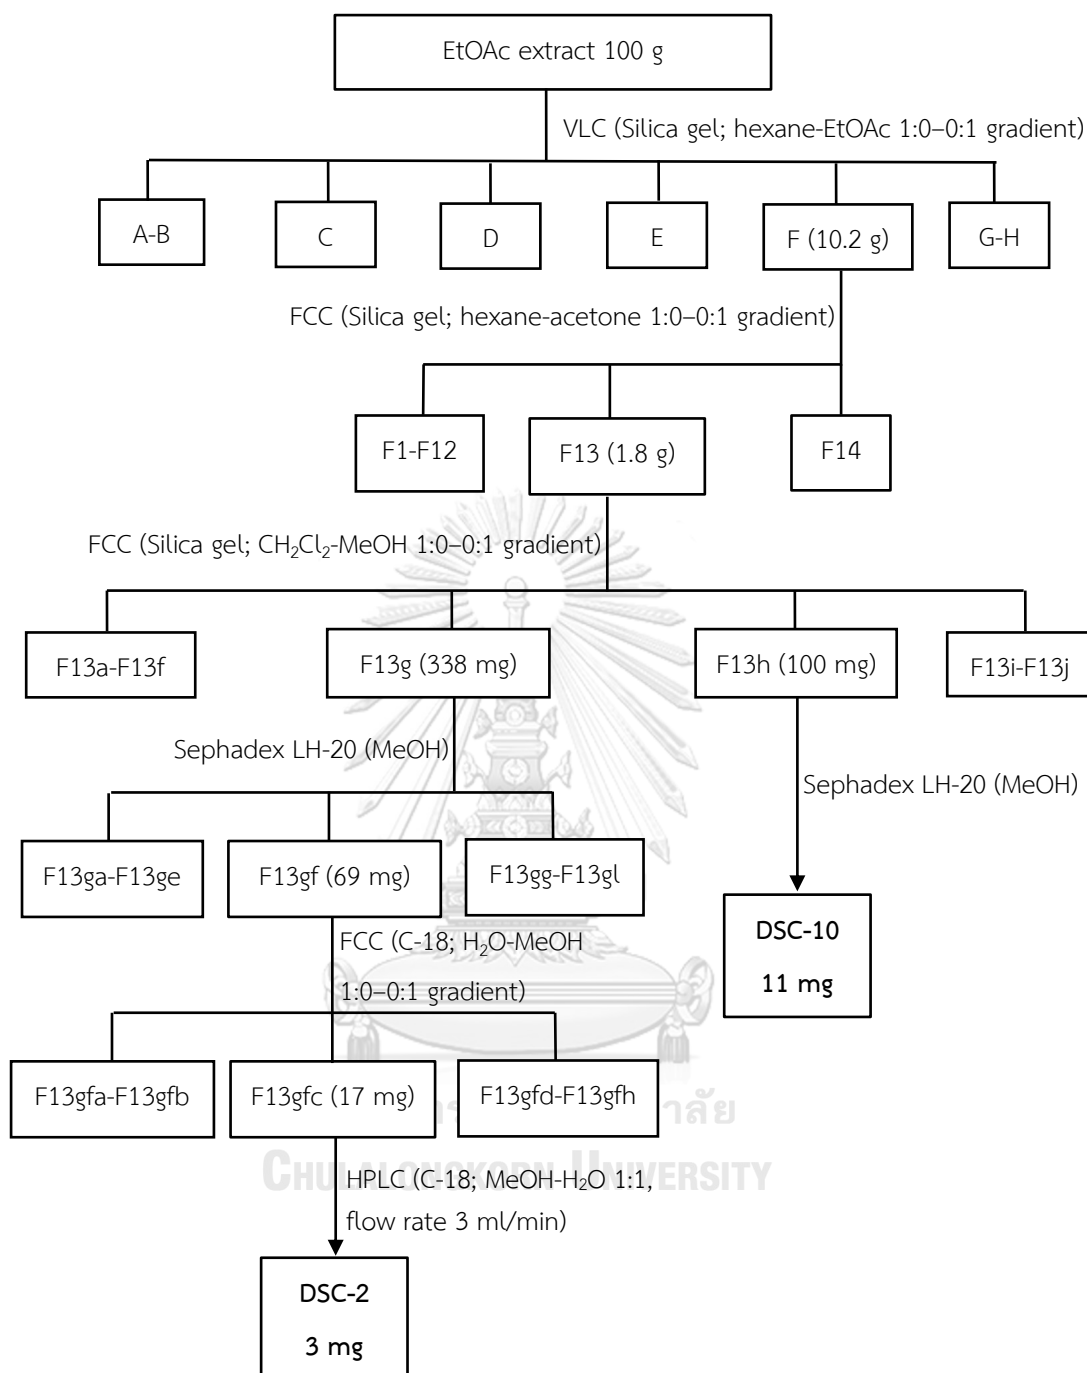 EtOAc extract 100 g
VLC (Silica gel; hexane-EtOAc 1:0–0:1 gradient)
A-B
C
D
E
F (10.2 g)
G-H
FCC (Silica gel; hexane-acetone 1:0–0:1 gradient)
F1-F12
F13 (1.8 g)
F14
FCC (Silica gel; CH₂Cl₂-MeOH 1:0–0:1 gradient)
F13a-F13f
F13g (338 mg)
F13h (100 mg)
F13i-F13j
Sephadex LH-20 (MeOH)
Sephadex LH-20 (MeOH)
F13ga-F13ge
F13gf (69 mg)
F13gg-F13gl
DSC-10
11 mg
FCC (C-18; H₂O-MeOH
1:0–0:1 gradient)
F13gfa-F13gfb
F13gfc (17 mg)
F13gfd-F13gfh
CHULALONGKORN UNIVERSITY
HPLC (C-18; MeOH-H₂O 1:1,
flow rate 3 ml/min)
DSC-2
3 mg